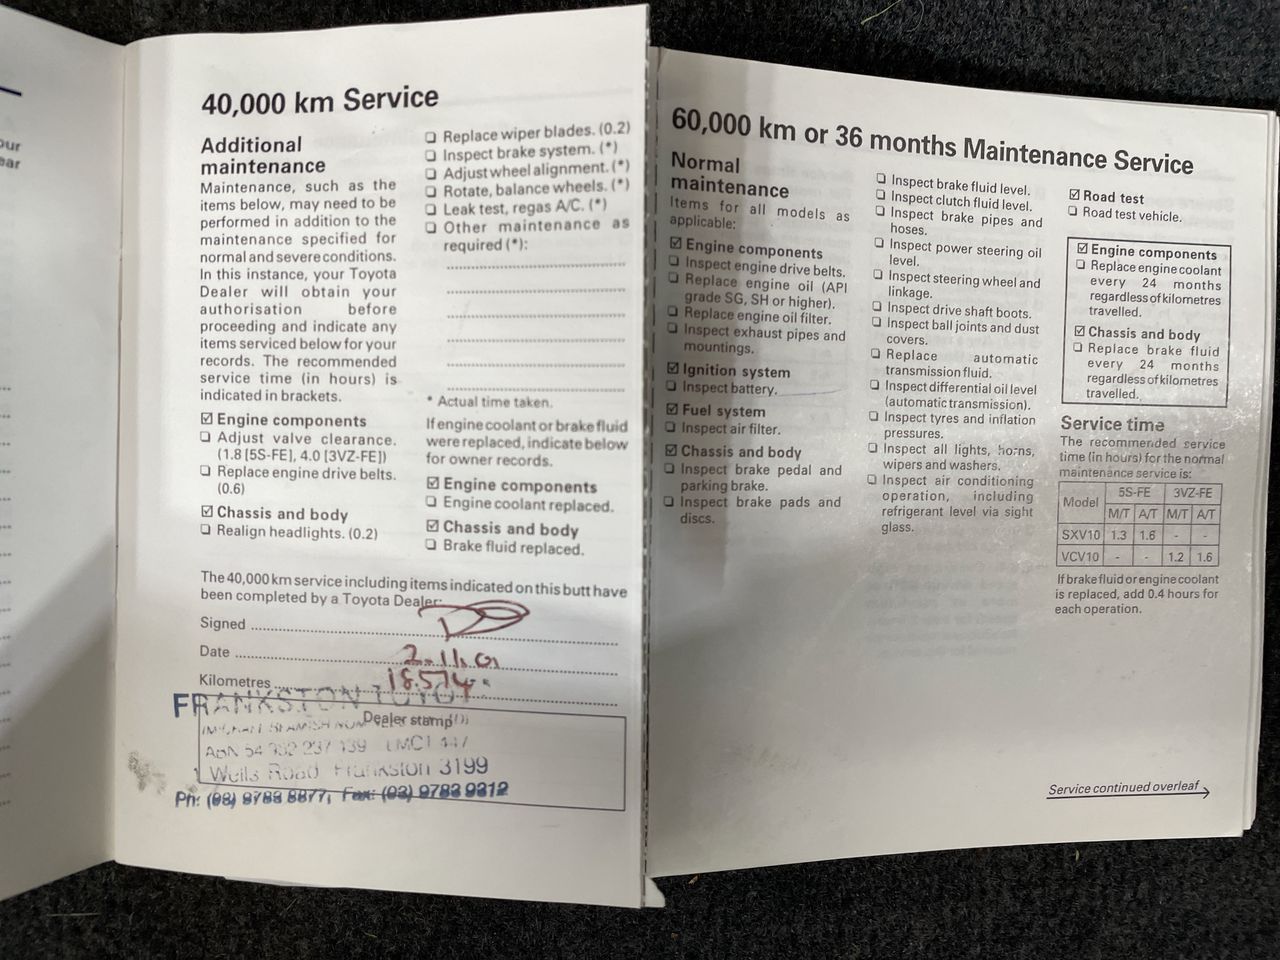 40,000 km Service
Additional
maintenance
Maintenance, such as the
items below, may need to be
performed in addition to the
maintenance specified for
normal and severe conditions.
In this instance, your Toyota
Dealer will obtain your
authorisation before
proceeding and indicate any
items serviced below for your
records. The recommended
service time (in hours) is
indicated in brackets.
☑ Engine components
❑ Adjust valve clearance.
(1.8 [5S-FE], 4.0 [3VZ-FE])
❑ Replace engine drive belts.
(0.6)
☑ Chassis and body
❑ Realign headlights. (0.2)
❑ Replace wiper blades. (0.2)
❑ Inspect brake system. (*)
❑ Adjust wheel alignment. (*)
❑ Rotate, balance wheels. (*)
❑ Leak test, regas A/C. (*)
❑ Other maintenance as
required (*):
* Actual time taken.
If engine coolant or brake fluid
were replaced, indicate below
for owner records.
☑ Engine components
❑ Engine coolant replaced.
☑ Chassis and body
❑ Brake fluid replaced.
The 40,000 km service including items indicated on this butt have
been completed by a Toyota Dealer:
Signed
Date 2.11.01
Kilometres 18574
FRANKSTON TOYOT
Dealer stamp
Wells Road Frankston 3199
Ph: (03) 9783 8877, Fax: (03) 9783 9312
60,000 km or 36 months Maintenance Service
Normal
maintenance
Items for all models as
applicable:
☑ Engine components
❑ Inspect engine drive belts.
❑ Replace engine oil (API
grade SG, SH or higher).
❑ Replace engine oil filter.
❑ Inspect exhaust pipes and
mountings.
☑ Ignition system
❑ Inspect battery.
☑ Fuel system
❑ Inspect air filter.
☑ Chassis and body
❑ Inspect brake pedal and
parking brake.
❑ Inspect brake pads and
discs.
❑ Inspect brake fluid level.
❑ Inspect clutch fluid level.
❑ Inspect brake pipes and
hoses.
❑ Inspect power steering oil
level.
❑ Inspect steering wheel and
linkage.
❑ Inspect drive shaft boots.
❑ Inspect ball joints and dust
covers.
❑ Replace automatic
transmission fluid.
❑ Inspect differential oil level
(automatic transmission).
❑ Inspect tyres and inflation
pressures.
❑ Inspect all lights, horns,
wipers and washers.
❑ Inspect air conditioning
operation, including
refrigerant level via sight
glass.
☑ Road test
❑ Road test vehicle.
☑ Engine components
❑ Replace engine coolant
every 24 months
regardless of kilometres
travelled.
☑ Chassis and body
❑ Replace brake fluid
every 24 months
regardless of kilometres
travelled.
Service time
The recommended service
time (in hours) for the normal
maintenance service is:
Model 5S-FE 3VZ-FE
M/T A/T M/T A/T
SXV10 1.3 1.6 - -
VCV10 - - 1.2 1.6
If brake fluid or engine coolant
is replaced, add 0.4 hours for
each operation.
Service continued overleaf